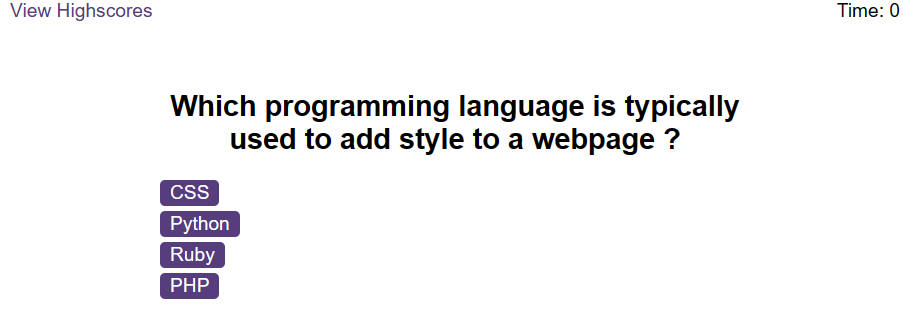 View Highscores
Time: 0
Which programming language is typically
used to add style to a webpage ?
CSS
Python
Ruby
PHP